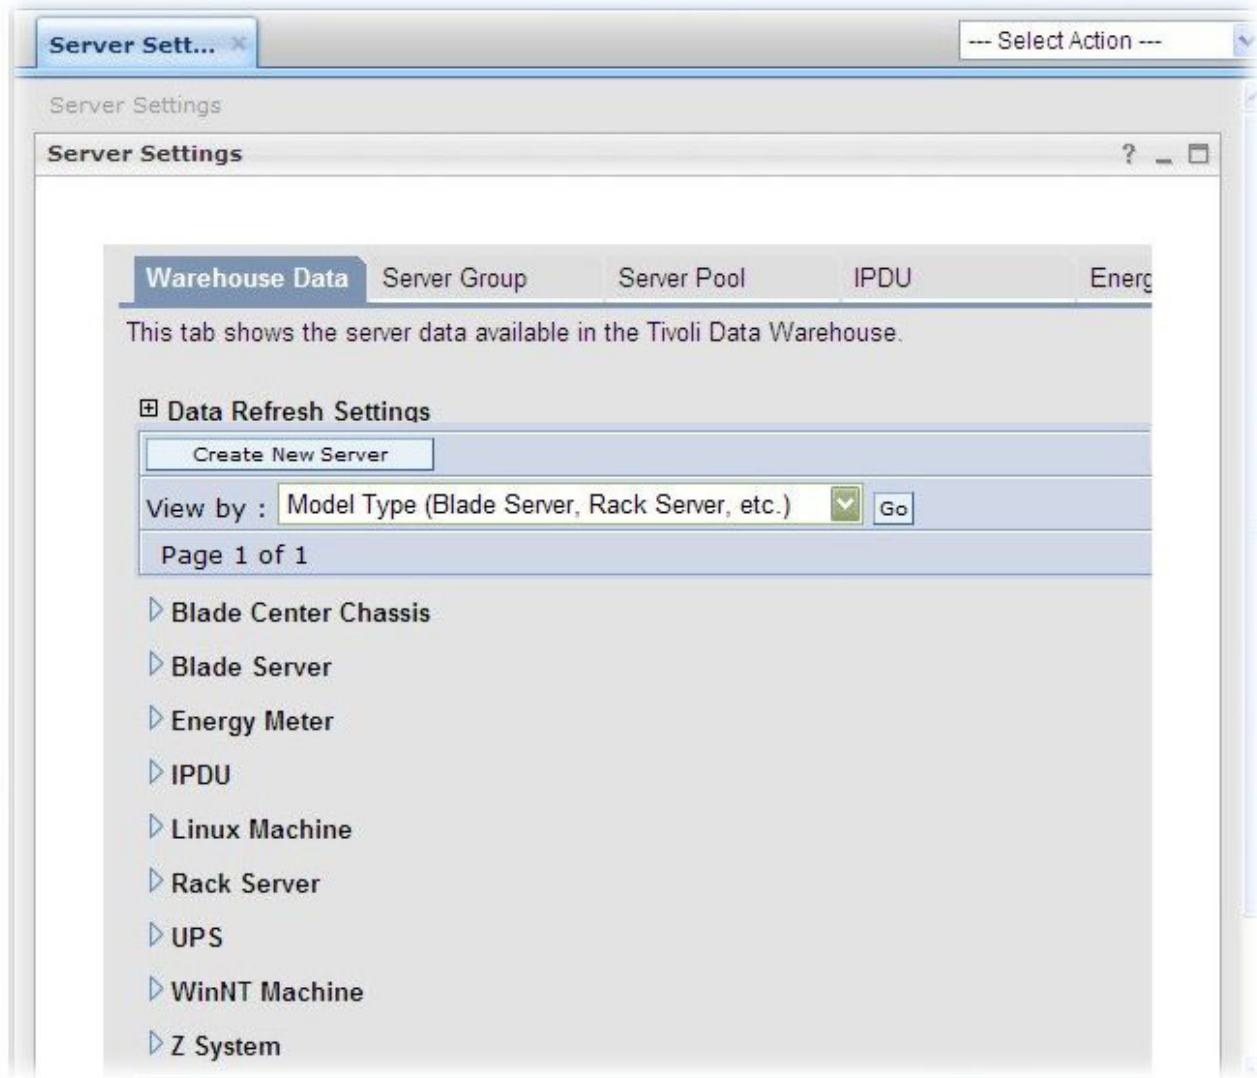 Server Sett...
--- Select Action ---
Server Settings
Server Settings
Warehouse Data Server Group Server Pool IPDU Energ
This tab shows the server data available in the Tivoli Data Warehouse.
Data Refresh Settings
Create New Server
View by : Model Type (Blade Server, Rack Server, etc.) Go
Page 1 of 1
Blade Center Chassis
Blade Server
Energy Meter
IPDU
Linux Machine
Rack Server
UPS
WinNT Machine
Z System